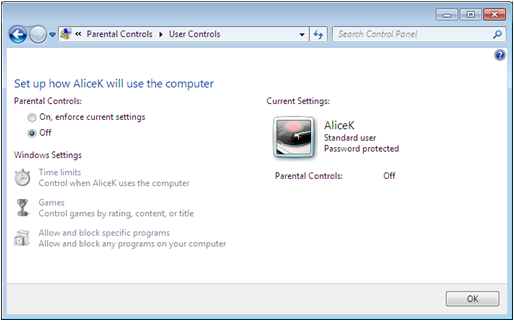 « Parental Controls ▸ User Controls
Search Control Panel
Set up how AliceK will use the computer
Parental Controls:
On, enforce current settings
Off
Windows Settings
Time limits
Control when AliceK uses the computer
Games
Control games by rating, content, or title
Allow and block specific programs
Allow and block any programs on your computer
Current Settings:
AliceK
Standard user
Password protected
Parental Controls: Off
OK